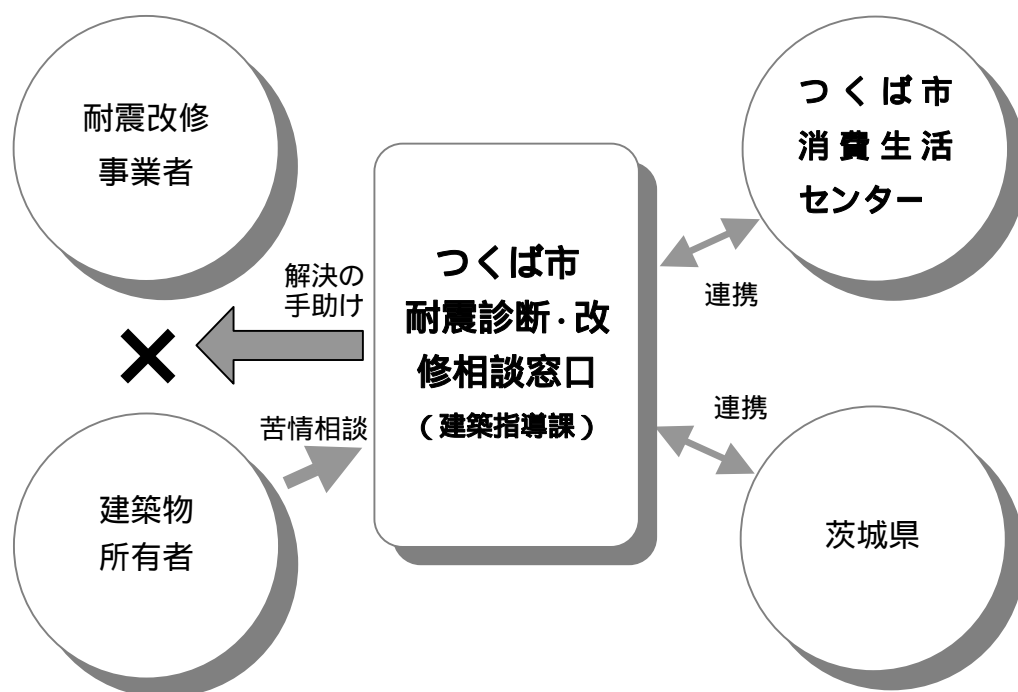 耐震改修
事業者
つくば市
消費生活
センター
解決の
手助け
つくば市
耐震診断・改
修相談窓口
（建築指導課）
連携
連携
苦情相談
建築物
所有者
茨城県